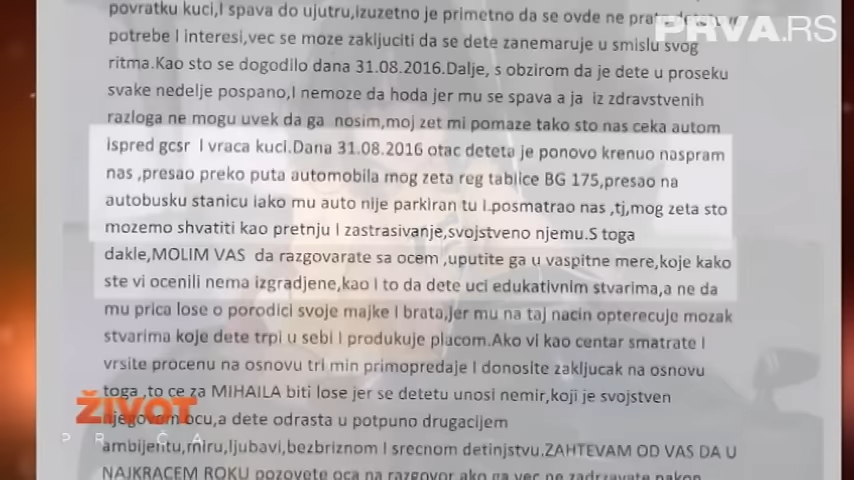 povratku kuci,I spava do ujutru,izuzetno je primetno da se ovde ne prate
potrebe I interesi,vec se moze zakijuciti da se dete zanemaruje u smislu svog
PRVA.RS
ritma.Kao sto se dogodilo dana 31.08.2016.Dalje, s obzirom da je dete u proseku
svake nedelje pospano,I nemoze da hoda jer mu se spava a ja iz zdravstvenih
razloga ne mogu uvek da ga nosim,moj zet mi pomaze tako sto nas ceka autom
ispred gcsr I vraca kuci.Dana 31.08.2016 otac deteta je ponovo krenuo naspram
nas ,presao preko puta automobila mog zeta reg tablice BG 175,presao na
autobusku stanicu iako mu auto nije parkiran tu I.posmatrao nas ,tj,mog zeta sto
mozemo shvatiti kao pretnju I zastrasivanje,svojstveno njemu.S toga
dakle,MOLIM VAS da razgovarate sa ocem ,uputite ga u vaspitne mere,koje kako
ste vi ocenili nema izgradjene,kao I to da dete uci edukativnim stvarima,a ne da
mu prica lose o porodici svoje majke I brata,jer mu na taj nacin opterecuje mozak
stvarima koje dete trpi u sebi I produkuje placom.Ako vi kao centar smatrate I
vrsite procenu na osnovu tri min primopredaje I donosite zakljucak na osnovu
toga ,to ce za MIHAILA biti lose jer se detetu unosi nemir,koji je svojstven
ŽIVOT
njegovom ocu,a dete odrasta u potpuno drugacijem
PRIČA
ambijentu,miru,ljubavi,bezbriznom I srecnom detinjstvu.ZAHTEVAM OD VAS DA U
NAJKRACEM ROKU pozovete oca na razgovor ako ga vec ne zadrzavate nakon